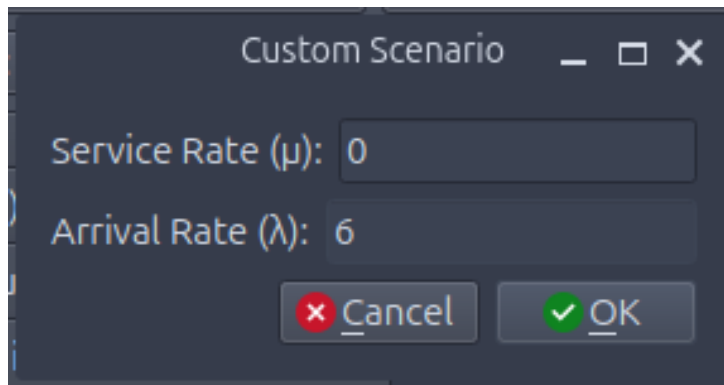 Custom Scenario
Service Rate (μ): 0
Arrival Rate (λ): 6
Cancel OK